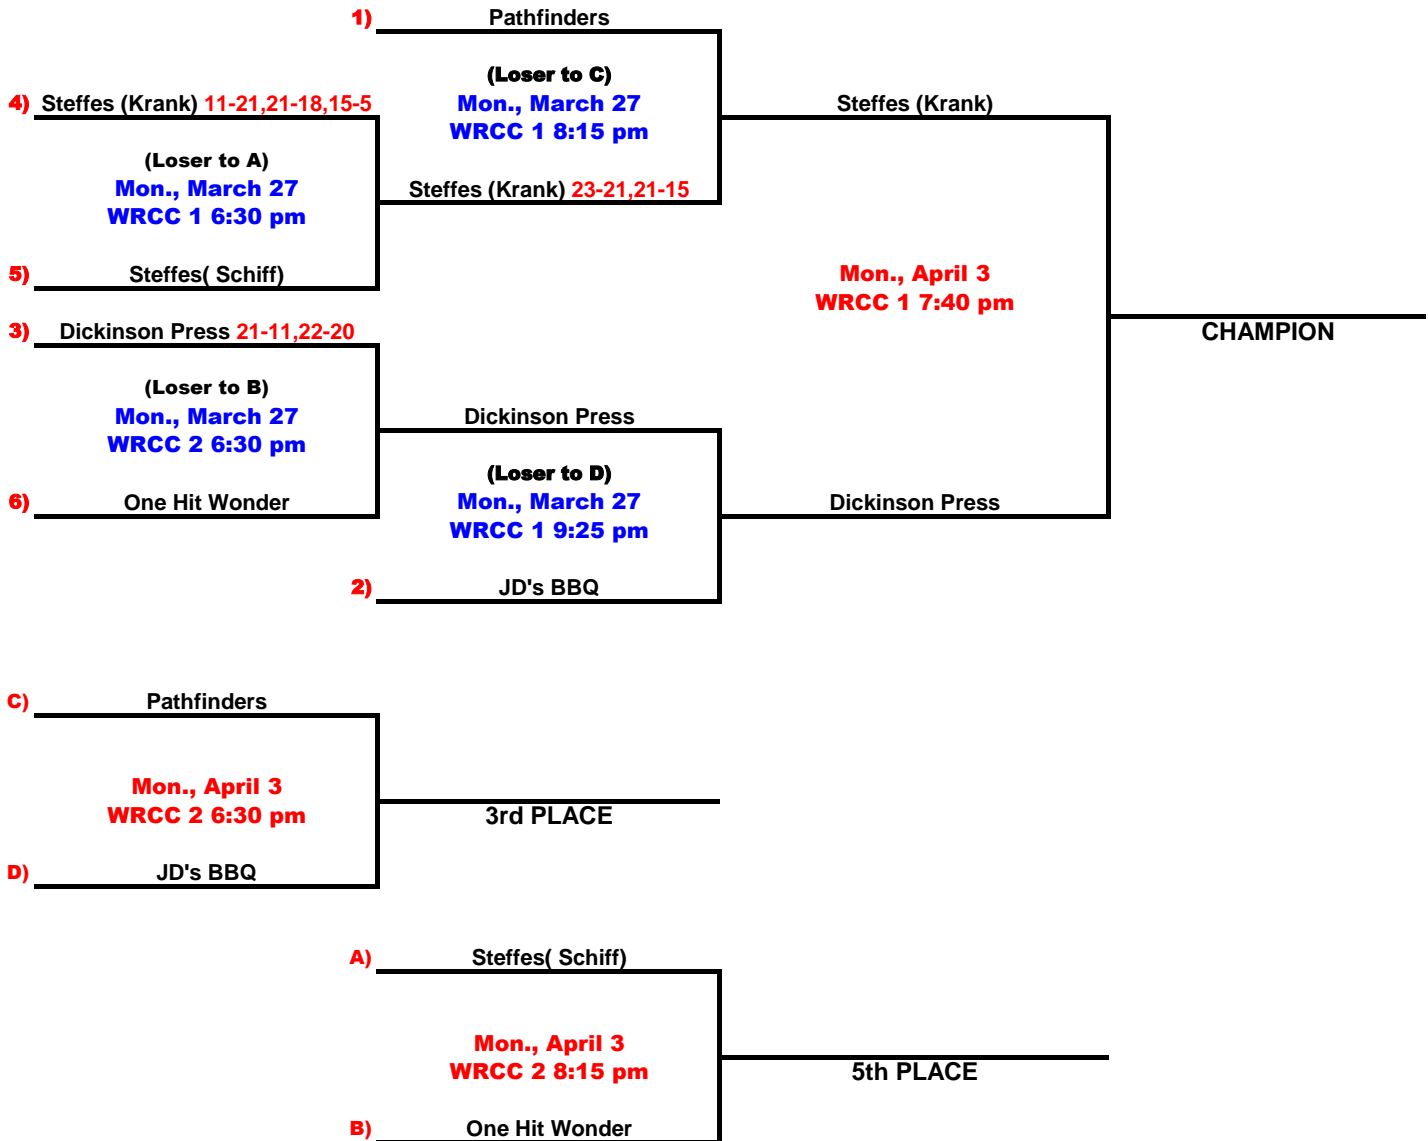 1) Pathfinders
(Loser to C)
Mon., March 27
WRCC 1 8:15 pm
4) Steffes (Krank) 11-21,21-18,15-5
Steffes (Krank)
(Loser to A)
Mon., March 27
WRCC 1 6:30 pm
Steffes (Krank) 23-21,21-15
5) Steffes( Schiff)
Mon., April 3
WRCC 1 7:40 pm
3) Dickinson Press 21-11,22-20
CHAMPION
(Loser to B)
Mon., March 27
WRCC 2 6:30 pm
Dickinson Press
(Loser to D)
Mon., March 27
WRCC 1 9:25 pm
6) One Hit Wonder
Dickinson Press
2) JD's BBQ
C) Pathfinders
Mon., April 3
WRCC 2 6:30 pm
3rd PLACE
D) JD's BBQ
A) Steffes( Schiff)
Mon., April 3
WRCC 2 8:15 pm
5th PLACE
B) One Hit Wonder